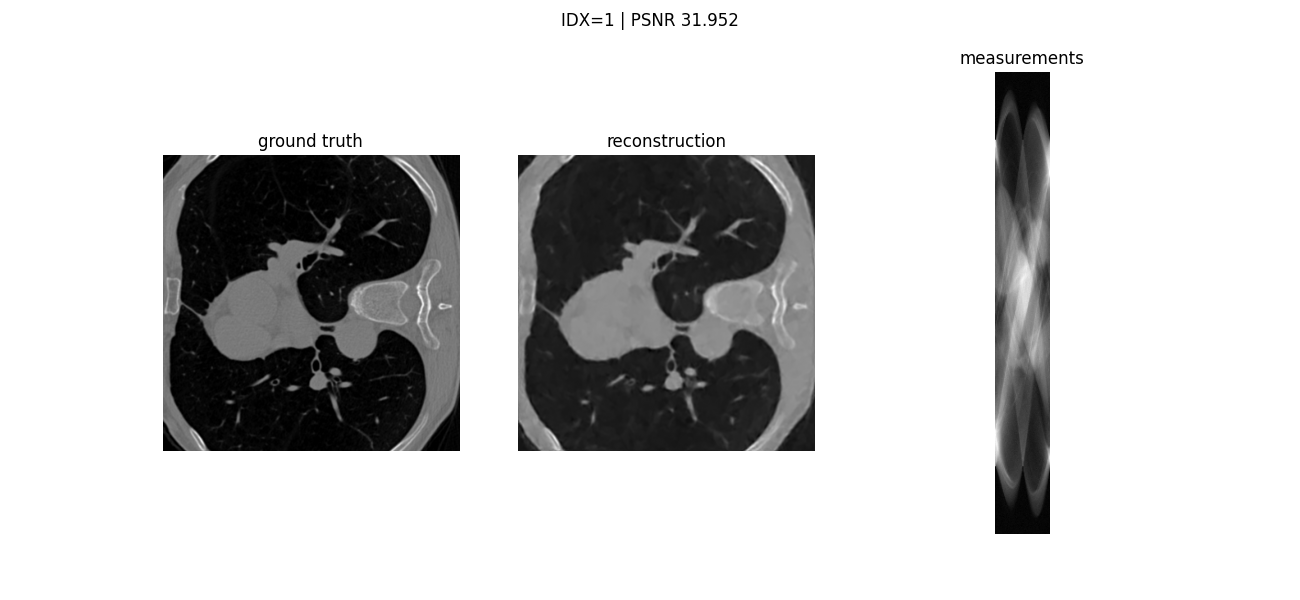 IDX=1 | PSNR 31.952
measurements
ground truth
reconstruction